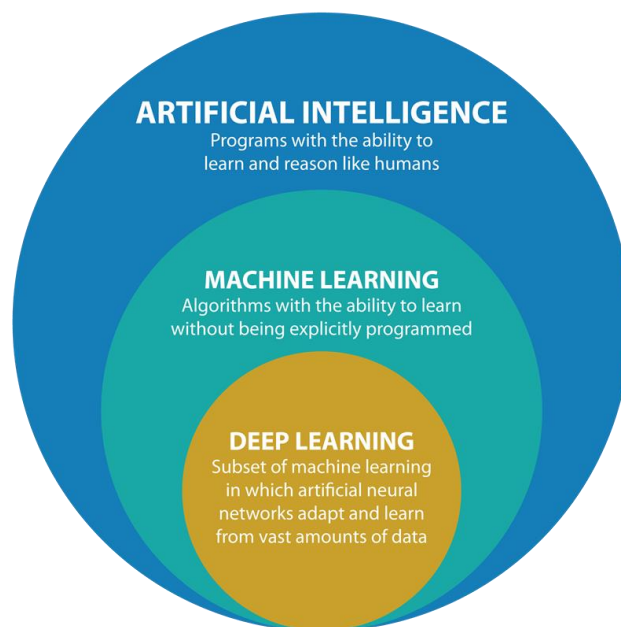 ARTIFICIAL INTELLIGENCE
Programs with the ability to
learn and reason like humans
MACHINE LEARNING
Algorithms with the ability to learn
without being explicitly programmed
DEEP LEARNING
Subset of machine learning
in which artificial neural
networks adapt and learn
from vast amounts of data